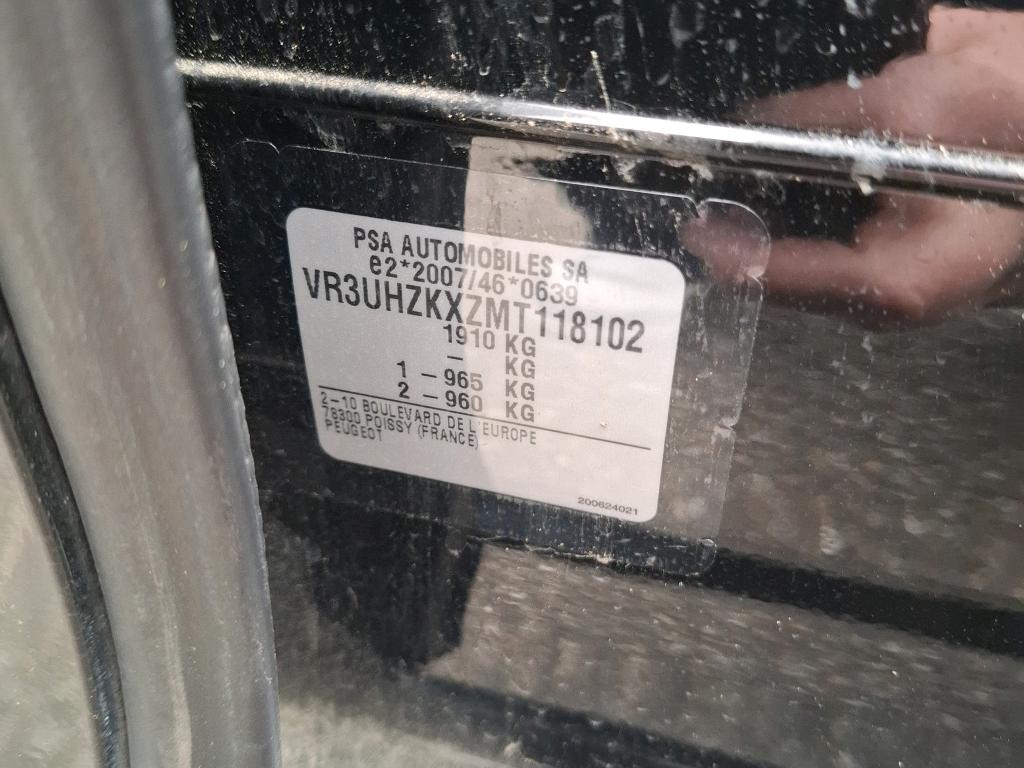 PSA AUTOMOBILES SA
e2*2007/46*0639
VR3UHZKXZMT118102
1910 KG
– KG
1 – 965 KG
2 – 960 KG
2–10 BOULEVARD DE L'EUROPE
78300 POISSY (FRANCE)
PEUGEOT
200624021